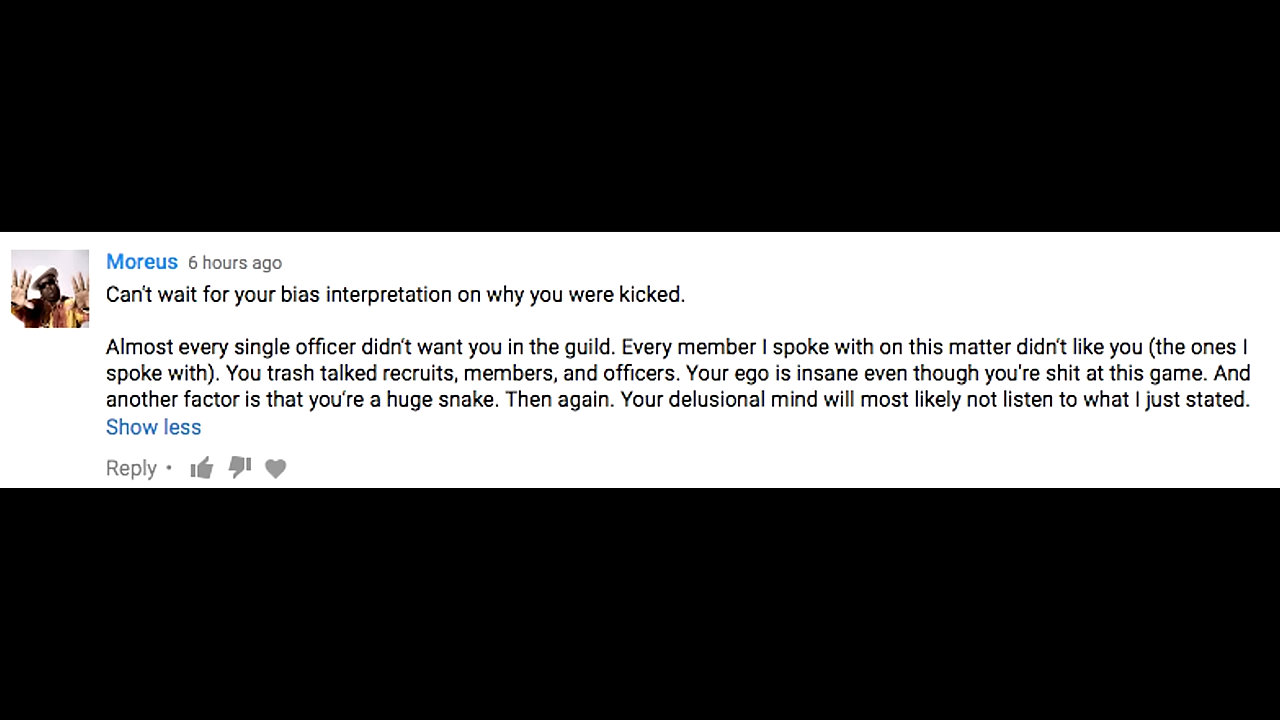 Moreus 6 hours ago
Can't wait for your bias interpretation on why you were kicked.
Almost every single officer didn't want you in the guild. Every member I spoke with on this matter didn't like you (the ones I
spoke with). You trash talked recruits, members, and officers. Your ego is insane even though you're shit at this game. And
another factor is that you're a huge snake. Then again. Your delusional mind will most likely not listen to what I just stated.
Show less
Reply •